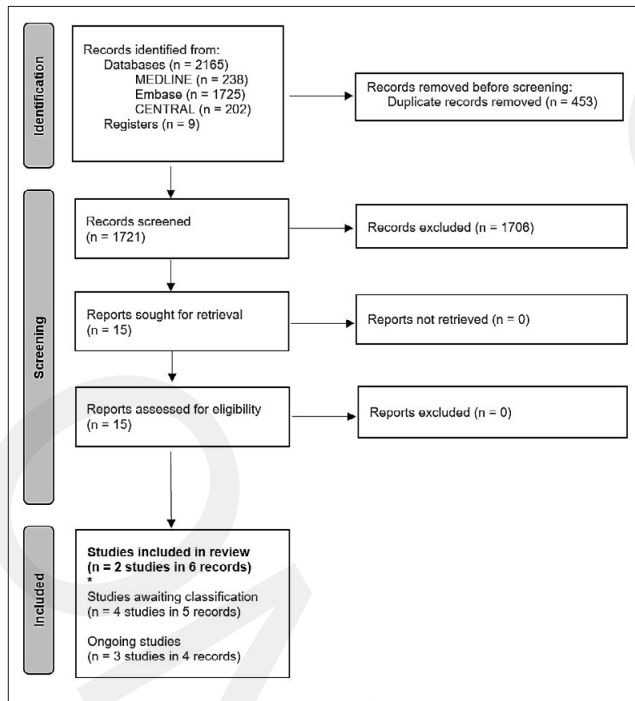 Identification
Records identified from:
Databases (n = 2165)
MEDLINE (n = 238)
Embase (n = 1725)
CENTRAL (n = 202)
Registers (n = 9)
Records removed before screening:
Duplicate records removed (n = 453)
Screening
Records screened
(n = 1721)
Records excluded (n = 1706)
Reports sought for retrieval
(n = 15)
Reports not retrieved (n = 0)
Reports assessed for eligibility
(n = 15)
Reports excluded (n = 0)
Included
Studies included in review
(n = 2 studies in 6 records)
*
Studies awaiting classification
(n = 4 studies in 5 records)
Ongoing studies
(n = 3 studies in 4 records)